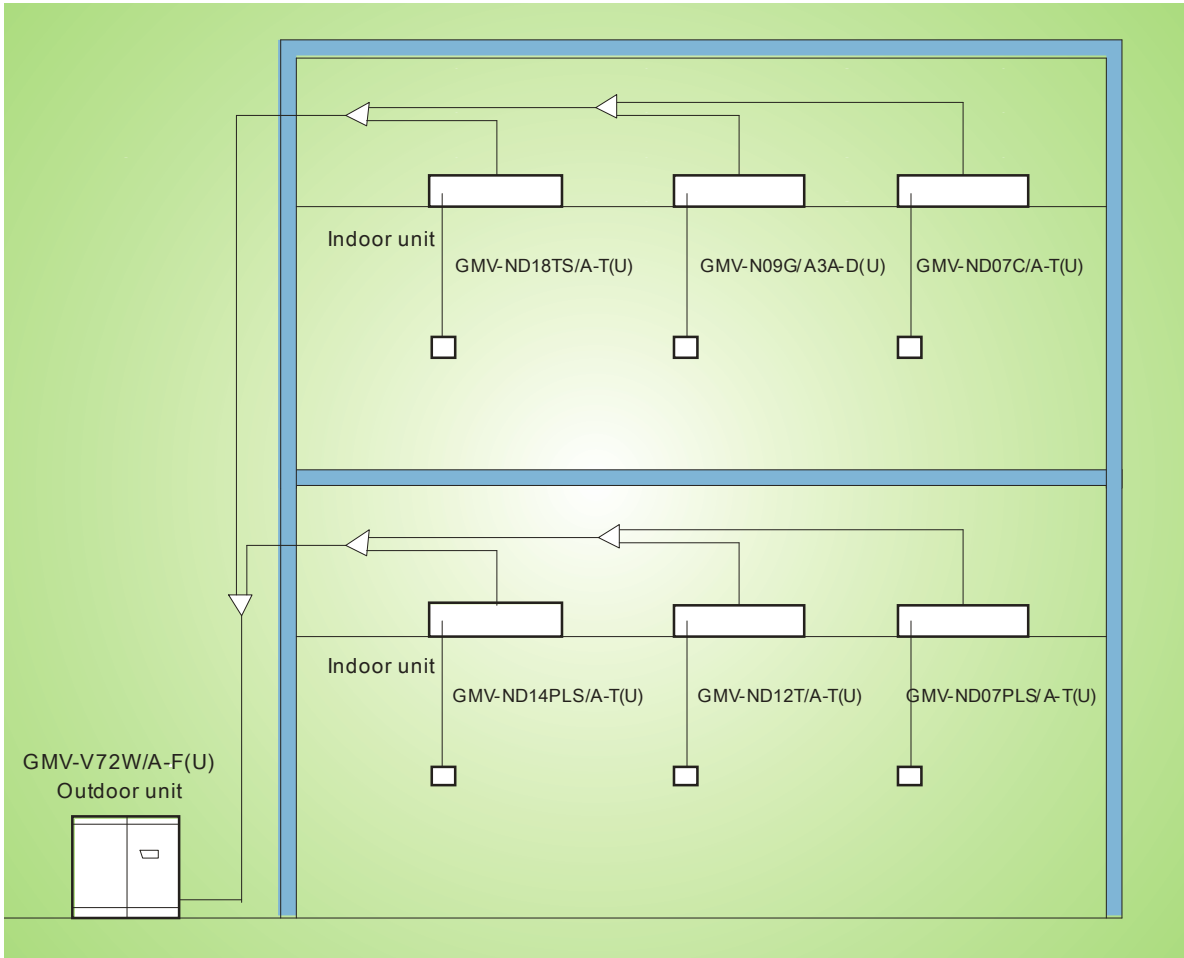 Indoor unit
GMV-ND18TS/A-T(U)
GMV-N09G/A3A-D(U)
GMV-ND07C/A-T(U)
Indoor unit
GMV-ND14PLS/A-T(U)
GMV-ND12T/A-T(U)
GMV-ND07PLS/A-T(U)
GMV-V72W/A-F(U)
Outdoor unit